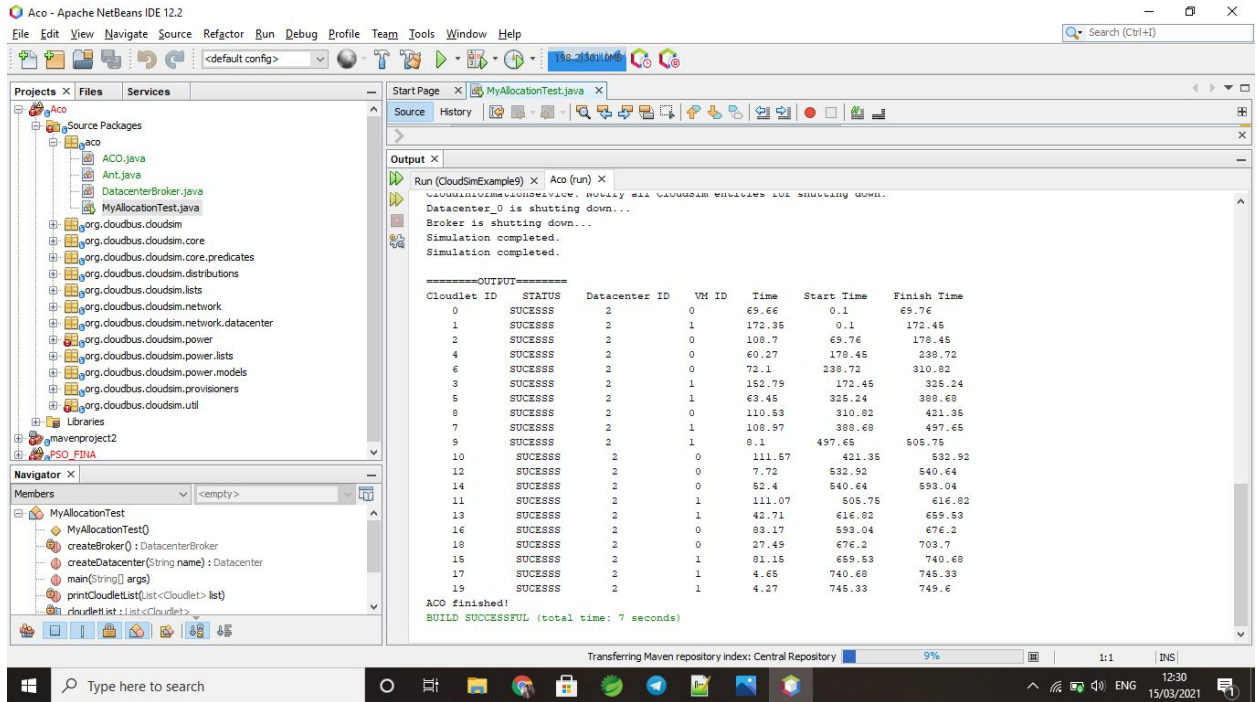 Aco - Apache NetBeans IDE 12.2
File Edit View Navigate Source Refactor Run Debug Profile Team Tools Window Help
Search (Ctrl+I)
<default config>
198.2/301.0MB
Projects Files Services
Start Page MyAllocationTest.java
Source History
Aco
Source Packages
aco
ACO.java
Ant.java
DatacenterBroker.java
MyAllocationTest.java
org.cloudbus.cloudsim
org.cloudbus.cloudsim.core
org.cloudbus.cloudsim.core.predicates
org.cloudbus.cloudsim.distributions
org.cloudbus.cloudsim.lists
org.cloudbus.cloudsim.network
org.cloudbus.cloudsim.network.datacenter
org.cloudbus.cloudsim.power
org.cloudbus.cloudsim.power.lists
org.cloudbus.cloudsim.power.models
org.cloudbus.cloudsim.provisioners
org.cloudbus.cloudsim.util
Libraries
mavenproject2
PSO_FINA
Navigator
Members <empty>
MyAllocationTest
MyAllocationTest()
createBroker() : DatacenterBroker
createDatacenter(String name) : Datacenter
main(String[] args)
printCloudletList(List<Cloudlet> list)
cloudletList : List<Cloudlet>
Output
Run (CloudSimExample9) Aco (run)
CloudInformationService: Notify all CloudSim entities for shutting down.
Datacenter_0 is shutting down...
Broker is shutting down...
Simulation completed.
Simulation completed.
========OUTPUT========
Cloudlet ID STATUS Datacenter ID VM ID Time Start Time Finish Time
0 SUCESSS 2 0 69.66 0.1 69.76
1 SUCESSS 2 1 172.35 0.1 172.45
2 SUCESSS 2 0 108.7 69.76 178.45
4 SUCESSS 2 0 60.27 178.45 238.72
6 SUCESSS 2 0 72.1 238.72 310.82
3 SUCESSS 2 1 152.79 172.45 325.24
5 SUCESSS 2 1 63.45 325.24 388.68
8 SUCESSS 2 0 110.53 310.82 421.35
7 SUCESSS 2 1 108.97 388.68 497.65
9 SUCESSS 2 1 8.1 497.65 505.75
10 SUCESSS 2 0 111.57 421.35 532.92
12 SUCESSS 2 0 7.72 532.92 540.64
14 SUCESSS 2 0 52.4 540.64 593.04
11 SUCESSS 2 1 111.07 505.75 616.82
13 SUCESSS 2 1 42.71 616.82 659.53
16 SUCESSS 2 0 83.17 593.04 676.2
18 SUCESSS 2 0 27.49 676.2 703.7
15 SUCESSS 2 1 81.15 659.53 740.68
17 SUCESSS 2 1 4.65 740.68 745.33
19 SUCESSS 2 1 4.27 745.33 749.6
ACO finished!
BUILD SUCCESSFUL (total time: 7 seconds)
Transferring Maven repository index: Central Repository 9% 1:1 INS
Type here to search
ENG 12:30
15/03/2021
1